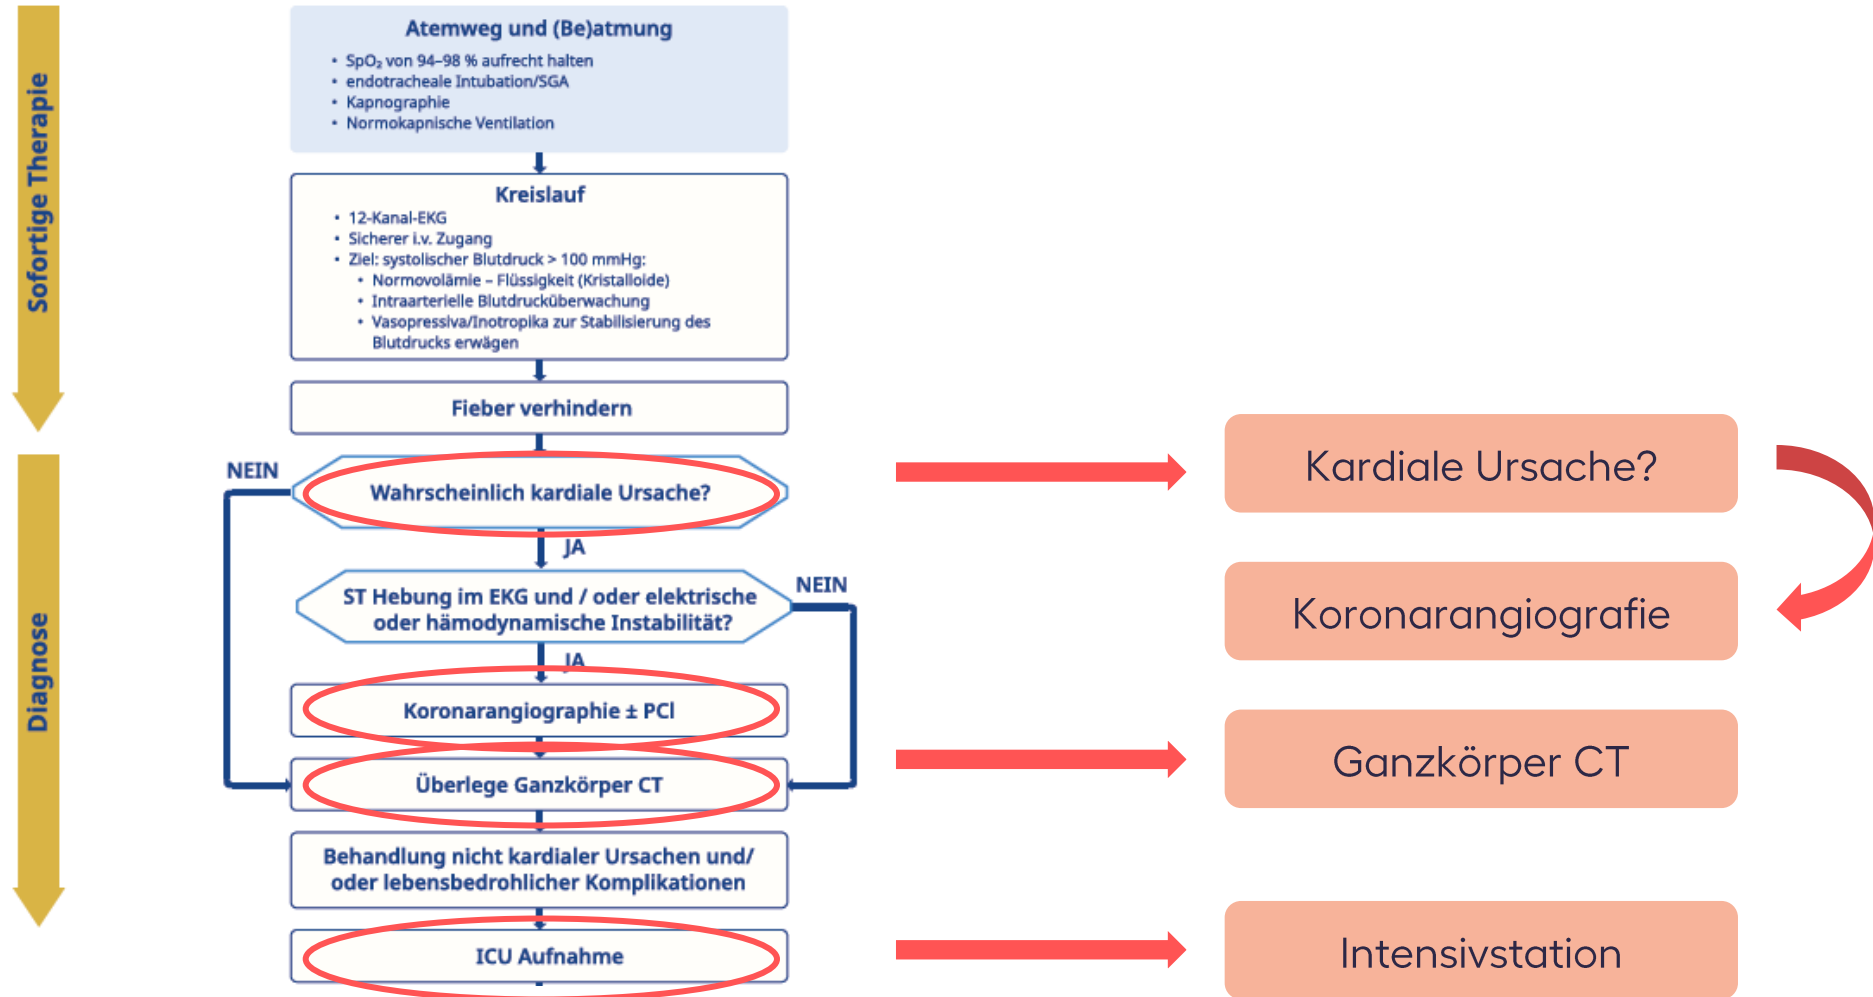 Sofortige Therapie
Atemweg und (Be)atmung
• SpO₂ von 94–98 % aufrecht halten
• endotracheale Intubation/SGA
• Kapnographie
• Normokapnische Ventilation
Kreislauf
• 12-Kanal-EKG
• Sicherer i.v. Zugang
• Ziel: systolischer Blutdruck > 100 mmHg:
• Normovolämie – Flüssigkeit (Kristalloide)
• Intraarterielle Blutdrucküberwachung
• Vasopressiva/Inotropika zur Stabilisierung des
Blutdrucks erwägen
Fieber verhindern
Diagnose
NEIN
Wahrscheinlich kardiale Ursache?
JA
ST Hebung im EKG und / oder elektrische
oder hämodynamische Instabilität?
NEIN
JA
Koronarangiographie ± PCI
Überlege Ganzkörper CT
Behandlung nicht kardialer Ursachen und/
oder lebensbedrohlicher Komplikationen
ICU Aufnahme
Kardiale Ursache?
Koronarangiografie
Ganzkörper CT
Intensivstation